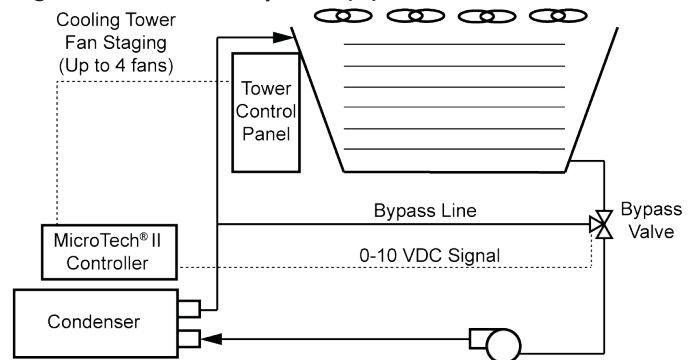 Cooling Tower
Fan Staging
(Up to 4 fans)
Tower
Control
Panel
Bypass Line
Bypass
Valve
MicroTech® II
Controller
0-10 VDC Signal
Condenser